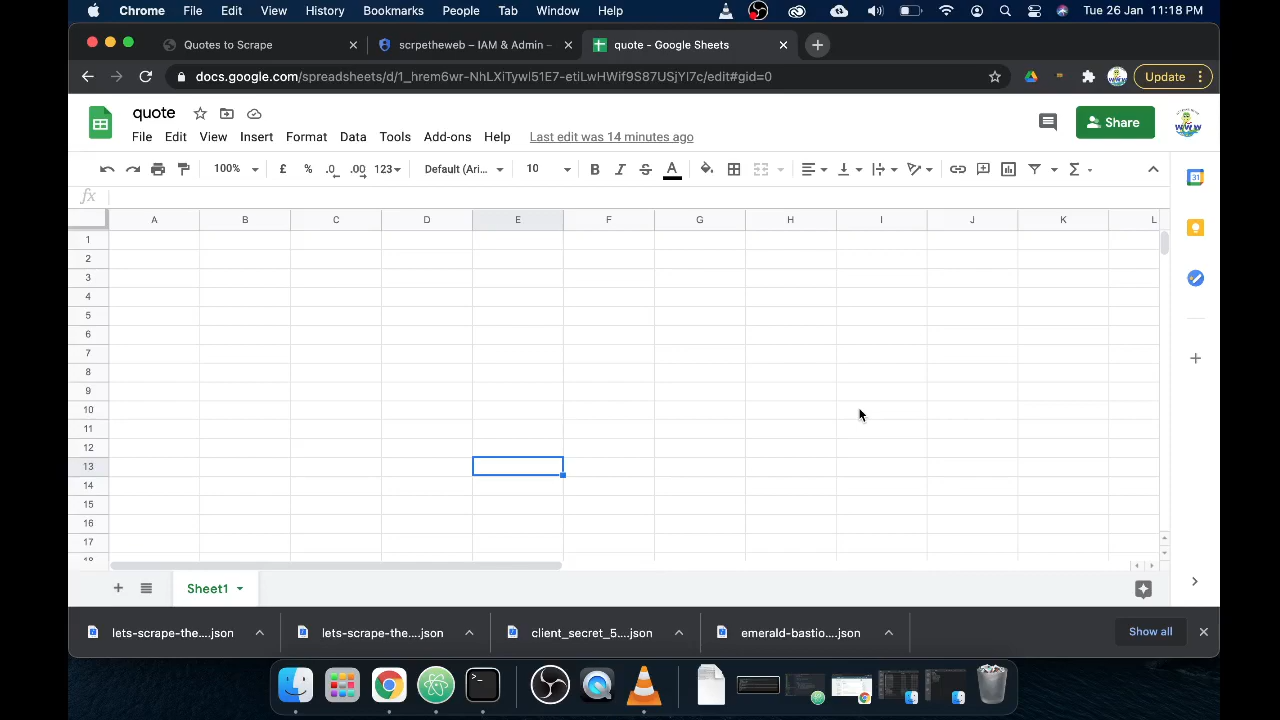 Chrome File Edit View History Bookmarks People Tab Window Help Tue 26 Jan 11:18 PM
Quotes to Scrape scrpetheweb – IAM & Admin – quote - Google Sheets
docs.google.com/spreadsheets/d/1_hrem6wr-NhLXiTywI51E7-etiLwHWif9S87USjYI7c/edit#gid=0 Update
quote
File Edit View Insert Format Data Tools Add-ons Help Last edit was 14 minutes ago Share
100% £ % .0 .00 123 Default (Ari... 10 B I S A Σ
fx
A B C D E F G H I J K L
1
2
3
4
5
6
7
8
9
10
11
12
13
14
15
16
17
18
Sheet1
lets-scrape-the....json lets-scrape-the....json client_secret_5....json emerald-bastio....json Show all